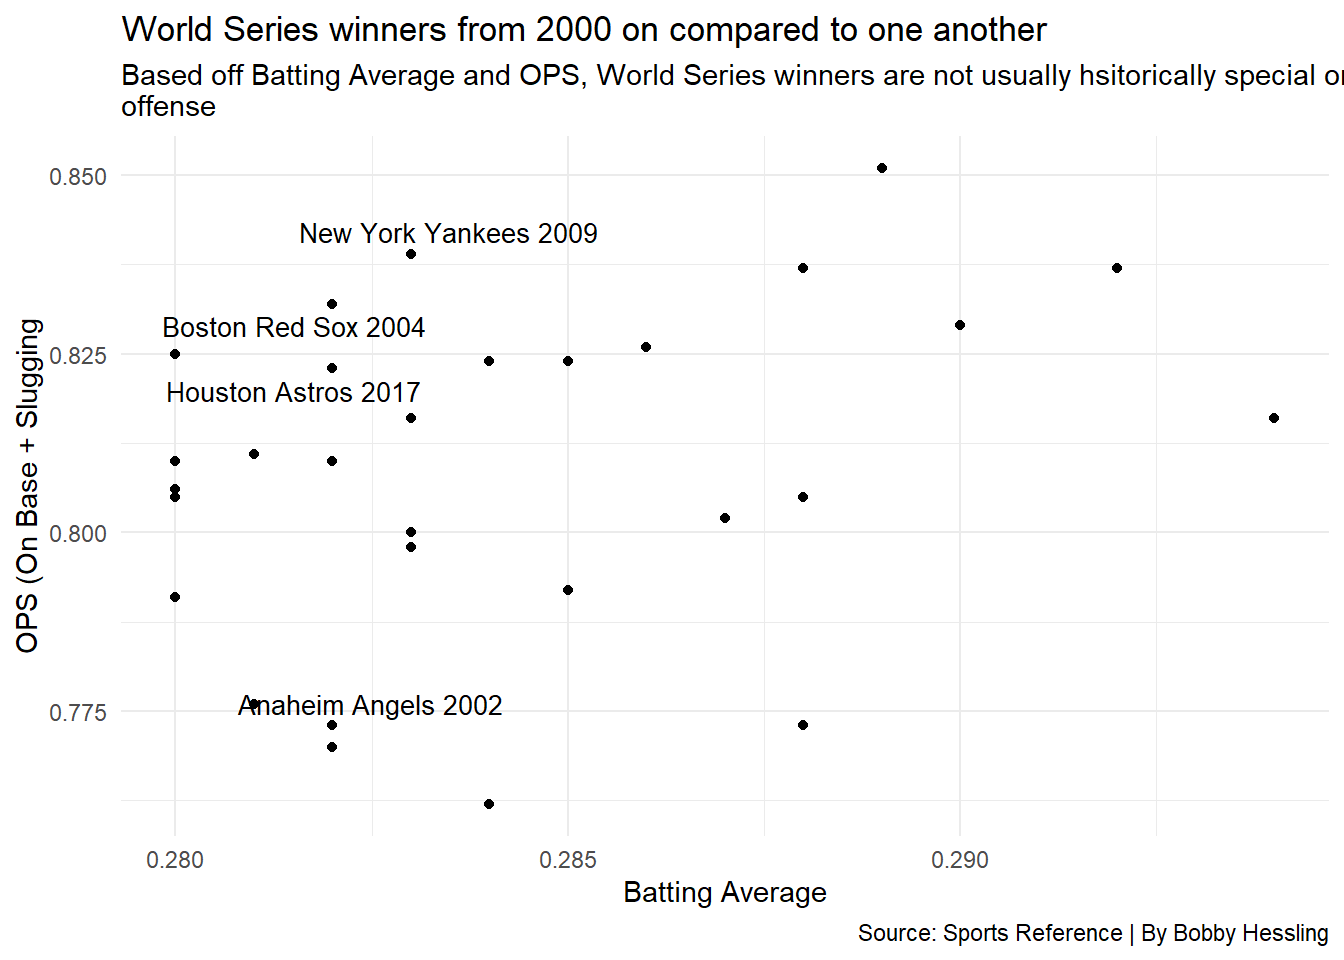 World Series winners from 2000 on compared to one another
Based off Batting Average and OPS, World Series winners are not usually hsitorically special
offense
0.850
New York Yankees 2009
Boston Red Sox 2004
0.825
Houston Astros 2017
OPS (On Base + Slugging
0.800
Anaheim Angels 2002
0.775
0.280
0.285
0.290
Batting Average
Source: Sports Reference | By Bobby Hessling